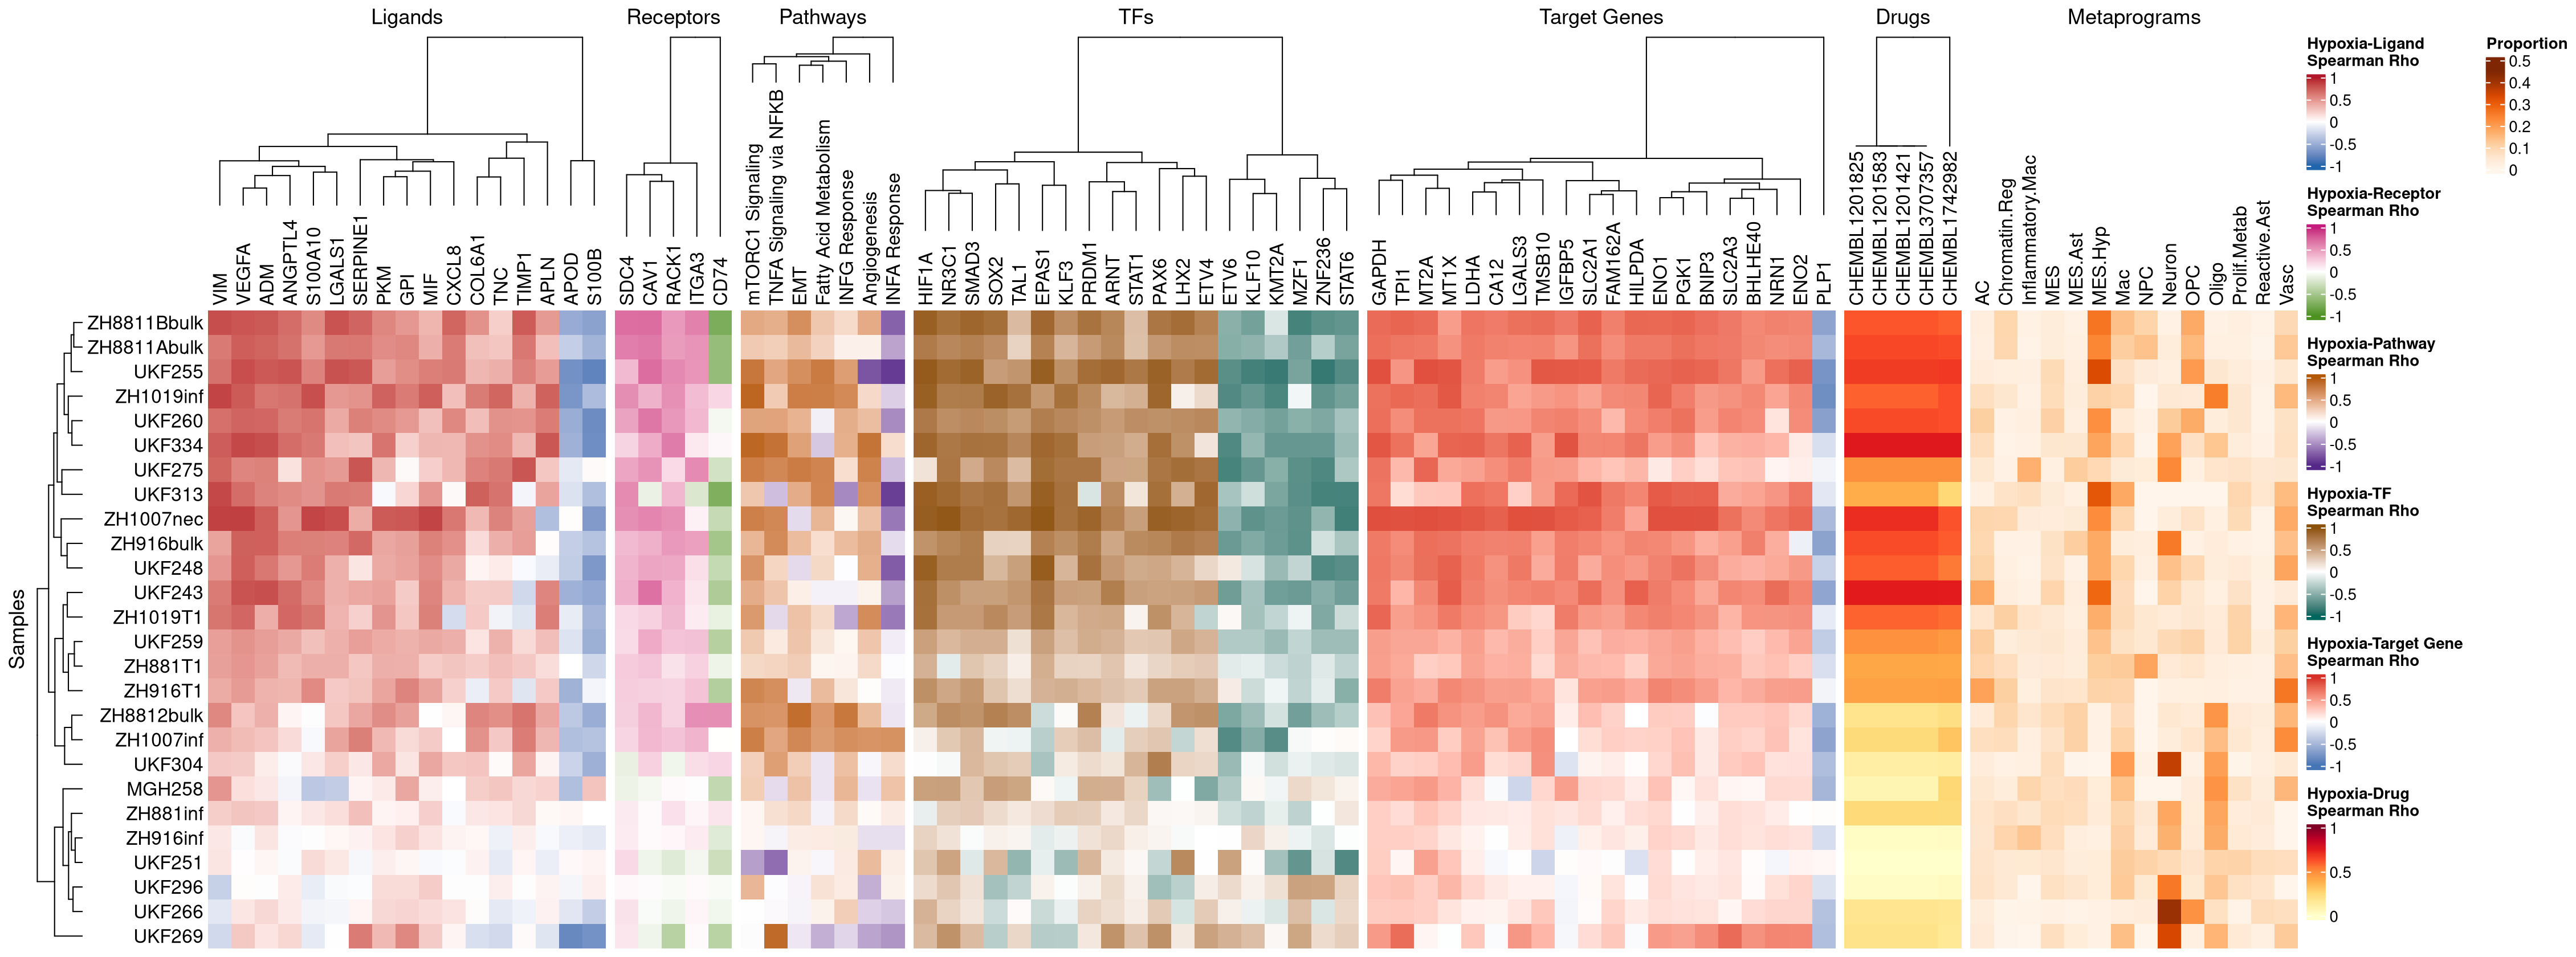 Ligands
Receptors
Pathways
TFs
Target Genes
Drugs
Metaprograms
VIM
VEGFA
ADM
ANGPTL4
S100A10
LGALS1
SERPINE1
PKM
GPI
MIF
CXCL8
COL6A1
TNC
TIMP1
APLN
APOD
S100B
SDC4
CAV1
RACK1
ITGA3
CD74
mTORC1 Signaling
TNFA Signaling via NFKB
EMT
Fatty Acid Metabolism
INFG Response
Angiogenesis
INFA Response
HIF1A
NR3C1
SMAD3
SOX2
TAL1
EPAS1
KLF3
PRDM1
ARNT
STAT1
PAX6
LHX2
ETV4
ETV6
KLF10
KMT2A
MZF1
ZNF236
STAT6
GAPDH
TPI1
MT2A
MT1X
LDHA
CA12
LGALS3
TMSB10
IGFBP5
SLC2A1
FAM162A
HILPDA
ENO1
PGK1
BNIP3
SLC2A3
BHLHE40
NRN1
ENO2
PLP1
CHEMBL1201825
CHEMBL1201583
CHEMBL1201421
CHEMBL3707357
CHEMBL1742982
AC
Chromatin.Reg
Inflammatory.Mac
MES
MES.Ast
MES.Hyp
Mac
NPC
Neuron
OPC
Oligo
Prolif.Metab
Reactive.Ast
Vasc
Samples
ZH8811Bbulk
ZH8811Abulk
UKF255
ZH1019inf
UKF260
UKF334
UKF275
UKF313
ZH1007nec
ZH916bulk
UKF248
UKF243
ZH1019T1
UKF259
ZH881T1
ZH916T1
ZH8812bulk
ZH1007inf
UKF304
MGH258
ZH881inf
ZH916inf
UKF251
UKF296
UKF266
UKF269
Hypoxia-Ligand
Spearman Rho
1
0.5
0
-0.5
-1
Hypoxia-Receptor
Spearman Rho
1
0.5
0
-0.5
-1
Hypoxia-Pathway
Spearman Rho
1
0.5
0
-0.5
-1
Hypoxia-TF
Spearman Rho
1
0.5
0
-0.5
-1
Hypoxia-Target Gene
Spearman Rho
1
0.5
0
-0.5
-1
Hypoxia-Drug
Spearman Rho
1
0.5
0
Proportion
0.5
0.4
0.3
0.2
0.1
0